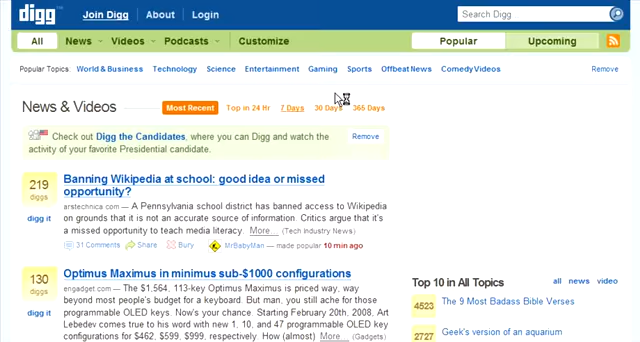 digg Join Digg About Login Search Digg
All News Videos Podcasts Customize Popular Upcoming
Popular Topics World & Business Technology Science Entertainment Gaming Sports Offbeat News Comedy Videos Remove
News & Videos Most Recent Top in 24 Hr 7 Days 30 Days 365 Days
Check out Digg the Candidates, where you can Digg and watch the Remove
activity of your favorite Presidential candidate.
219 diggs
digg it
Banning Wikipedia at school: good idea or missed
opportunity?
arstechnica.com — A Pennsylvania school district has banned access to Wikipedia
on grounds that it is not an accurate source of information. Critics argue that it's
a missed opportunity to teach media literacy. More... (Tech Industry News)
31 Comments Share Bury MrBabyMan — made popular 10 min ago
130 diggs
digg it
Optimus Maximus in minimus sub-$1000 configurations
engadget.com — The $1,564, 113-key Optimus Maximus is priced way, way
beyond most people's budget for a keyboard. But man, you still ache for those
programmable OLED keys. Now's your chance. Starting February 20th, 2008, Art
Lebedev comes true to his word with new 1, 10, and 47 programmable OLED key
configurations for $462, $599, $999, respectively. How (almost) More... (Gadgets)
Top 10 in All Topics all news video
4523 The 9 Most Badass Bible Verses
2727 Geek's version of an aquarium